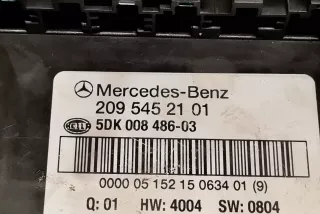 Mercedes-Benz
209 545 21 01
HELLA 5DK 008 486-03
0000 05 152 15 0634 01 (9)
Q: 01 HW: 4004 SW: 0804